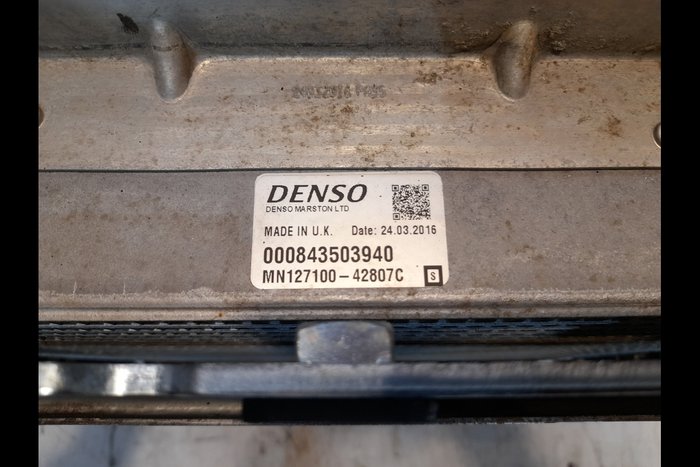 DENSO
DENSO MARSTON LTD.
MADE IN U.K. Date: 24.03.2016
000843503940
MN127100-42807C S